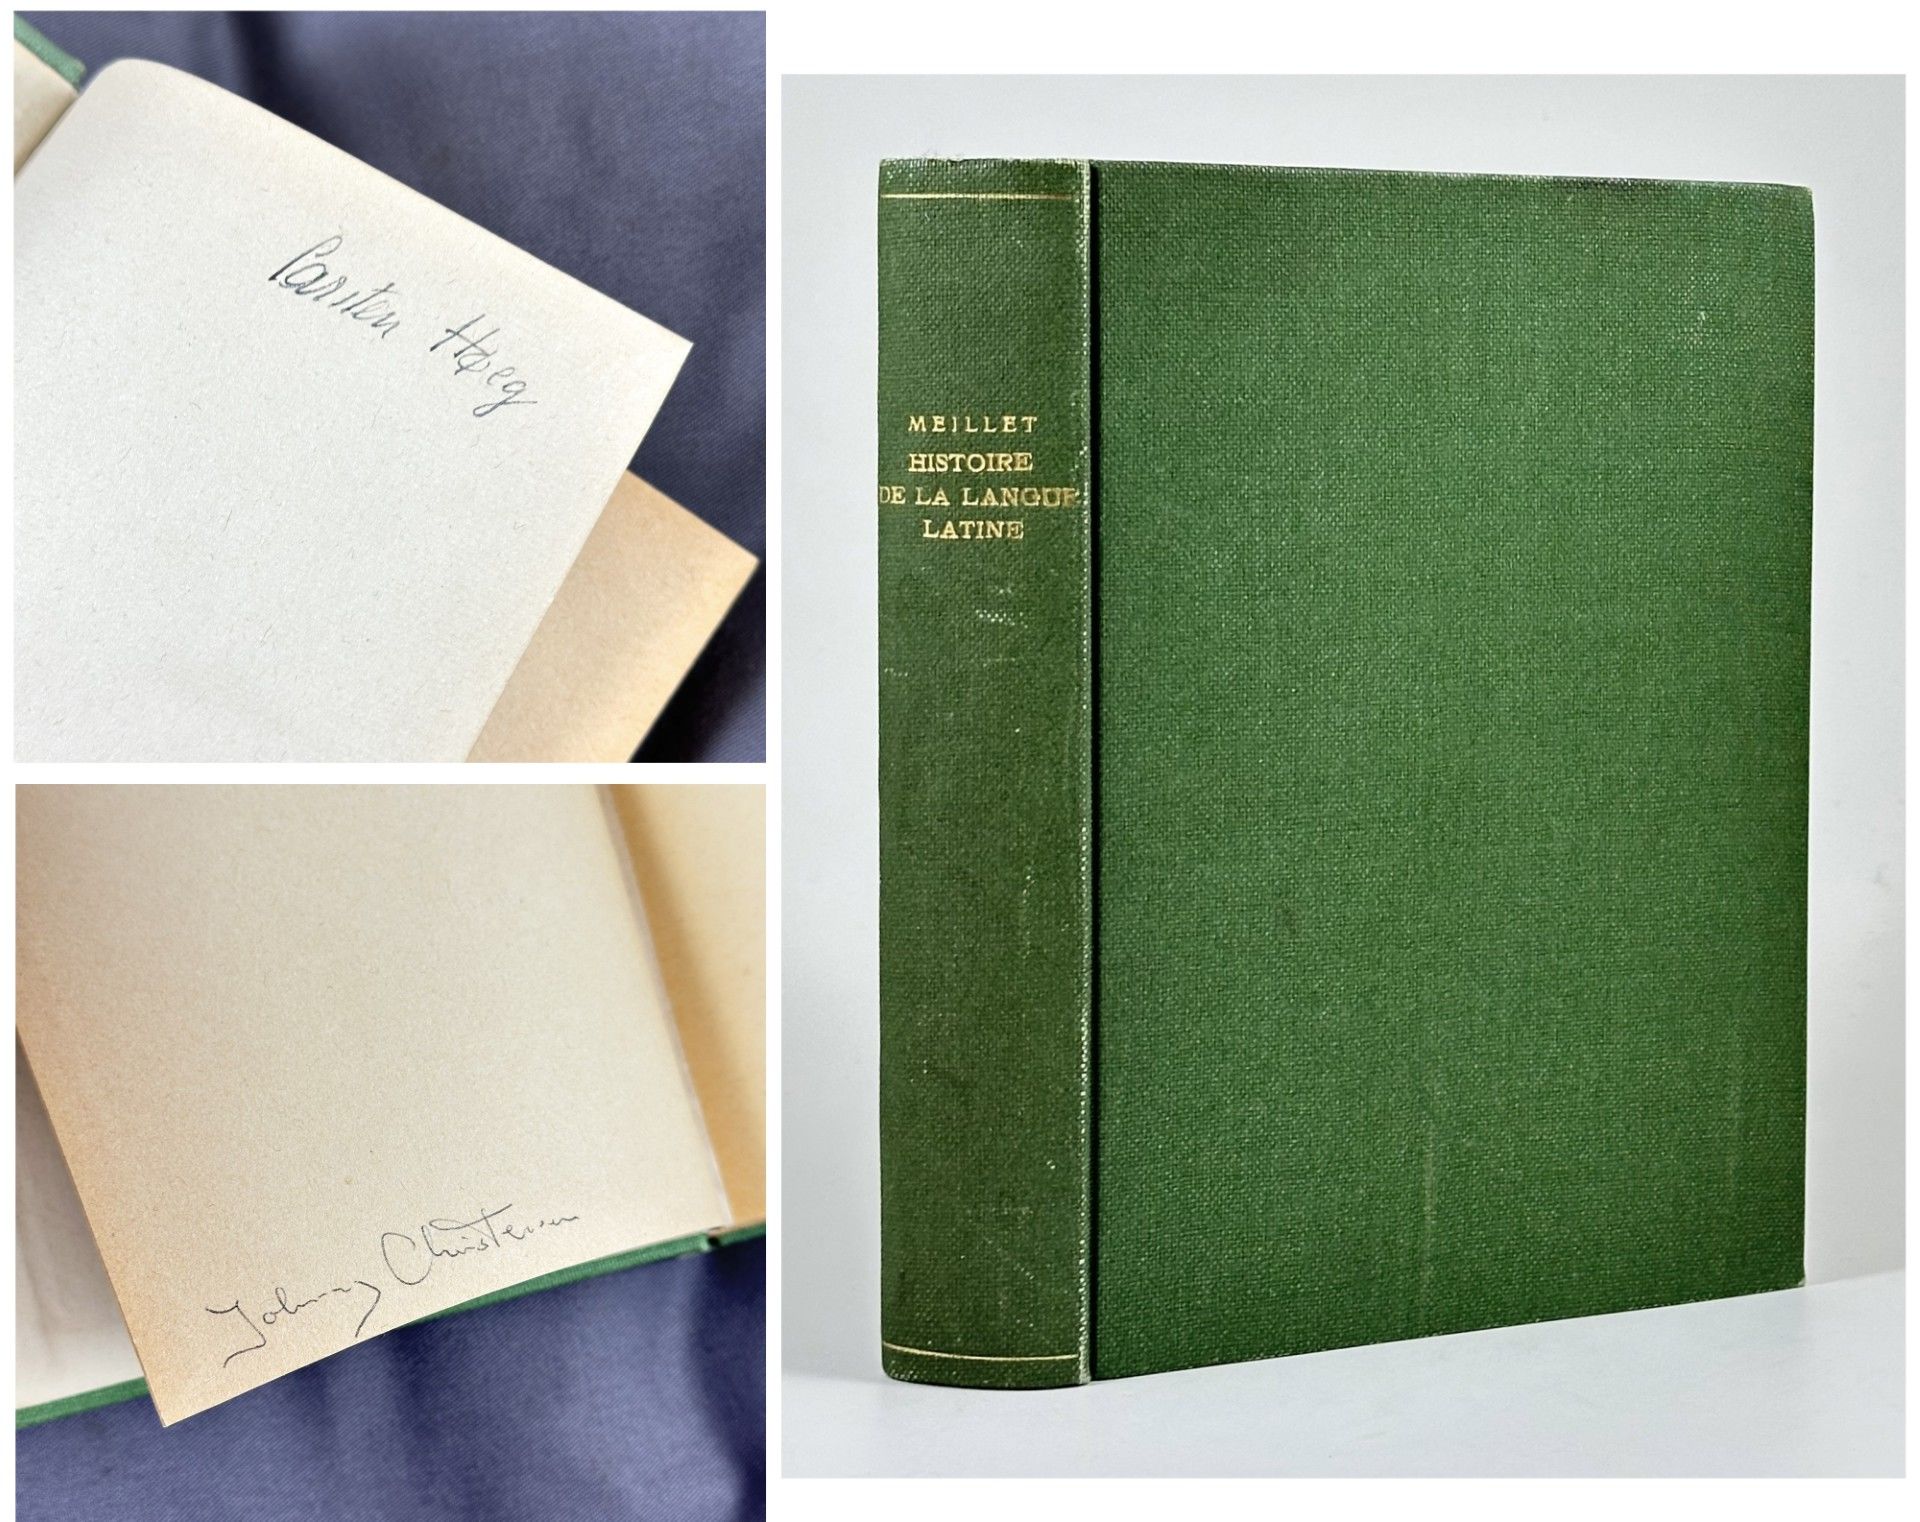 Carsten Høeg
Johnny Christensen
MEILLET
HISTOIRE
DE LA LANGUE
LATINE